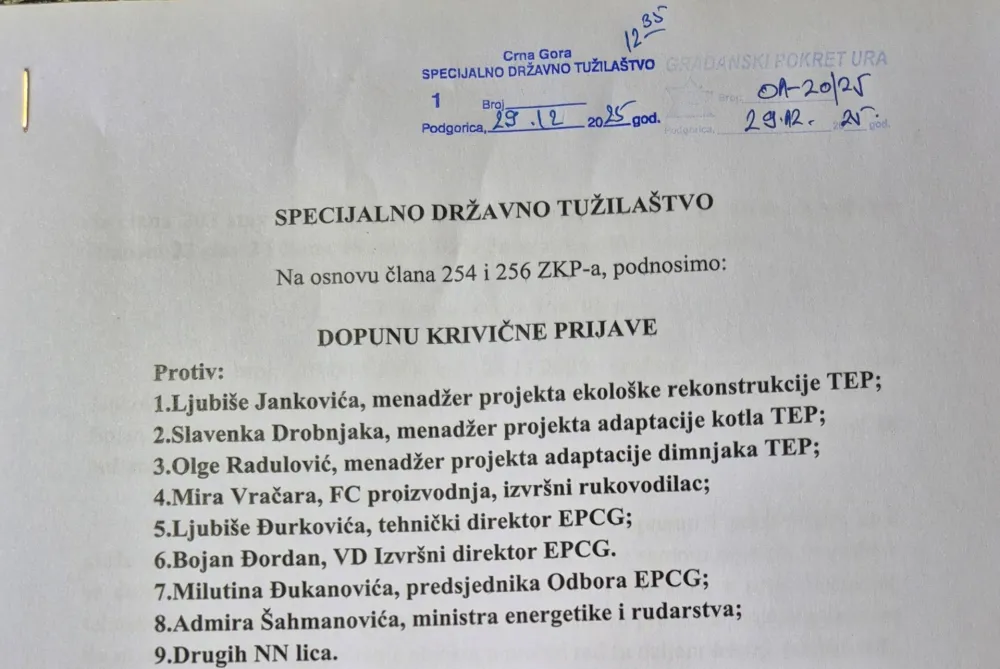 12 35
Crna Gora
SPECIJALNO DRŽAVNO TUŽILAŠTVO
1 Broj
Podgorica, 29.12 2025 god.
GRAĐANSKI POKRET URA
Broj: 01-20/25
Podgorica, 29.12. 2025. god.
SPECIJALNO DRŽAVNO TUŽILAŠTVO
Na osnovu člana 254 i 256 ZKP-a, podnosimo:
DOPUNU KRIVIČNE PRIJAVE
Protiv:
1.Ljubiše Jankovića, menadžer projekta ekološke rekonstrukcije TEP;
2.Slavenka Drobnjaka, menadžer projekta adaptacije kotla TEP;
3.Olge Radulović, menadžer projekta adaptacije dimnjaka TEP;
4.Mira Vračara, FC proizvodnja, izvršni rukovodilac;
5.Ljubiše Đurkovića, tehnički direktor EPCG;
6.Bojan Đordan, VD Izvršni direktor EPCG.
7.Milutina Đukanovića, predsjednika Odbora EPCG;
8.Admira Šahmanovića, ministra energetike i rudarstva;
9.Drugih NN lica.